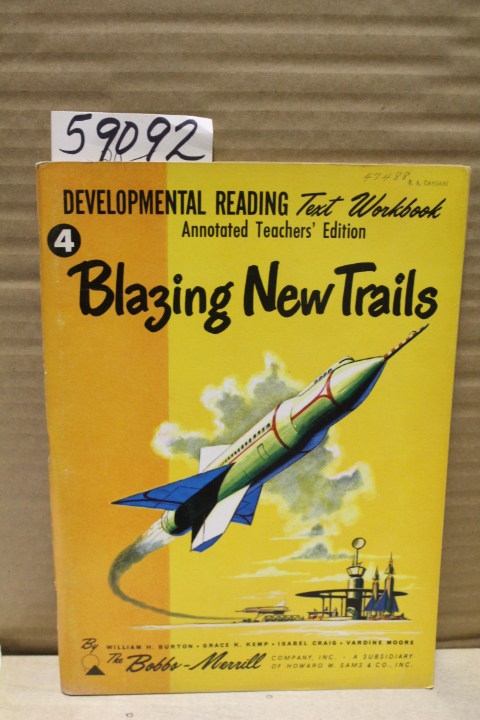 59092
47488
DEVELOPMENTAL READING Text Workbook
Annotated Teachers' Edition
4
Blazing New Trails
By WILLIAM H. BURTON • GRACE K. KEMP • ISABEL CRAIG • VARDINE MOORE
The Bobbs-Merrill COMPANY, INC. • A SUBSIDIARY
OF HOWARD W. SAMS & CO., INC.